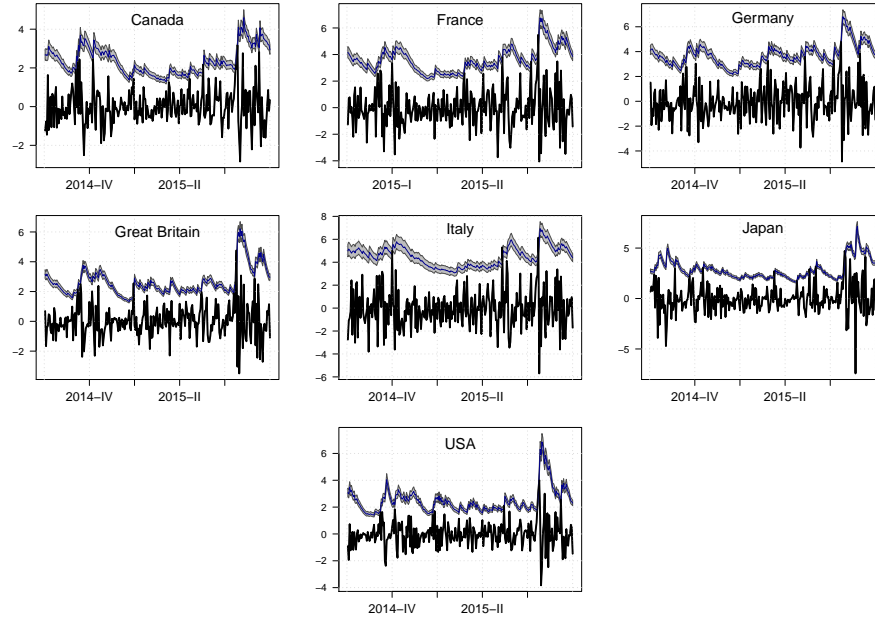 Canada
4
2
0
−2
2014−IV
2015−II
France
6
4
2
0
−2
−4
2015−I
2015−II
Germany
6
4
2
0
−2
−4
2014−IV
2015−II
Great Britain
6
4
2
0
−2
2014−IV
2015−II
Italy
8
6
4
2
0
−2
−4
−6
2014−IV
2015−II
Japan
5
0
−5
2014−IV
2015−II
USA
6
4
2
0
2
4
2014−IV
2015−II